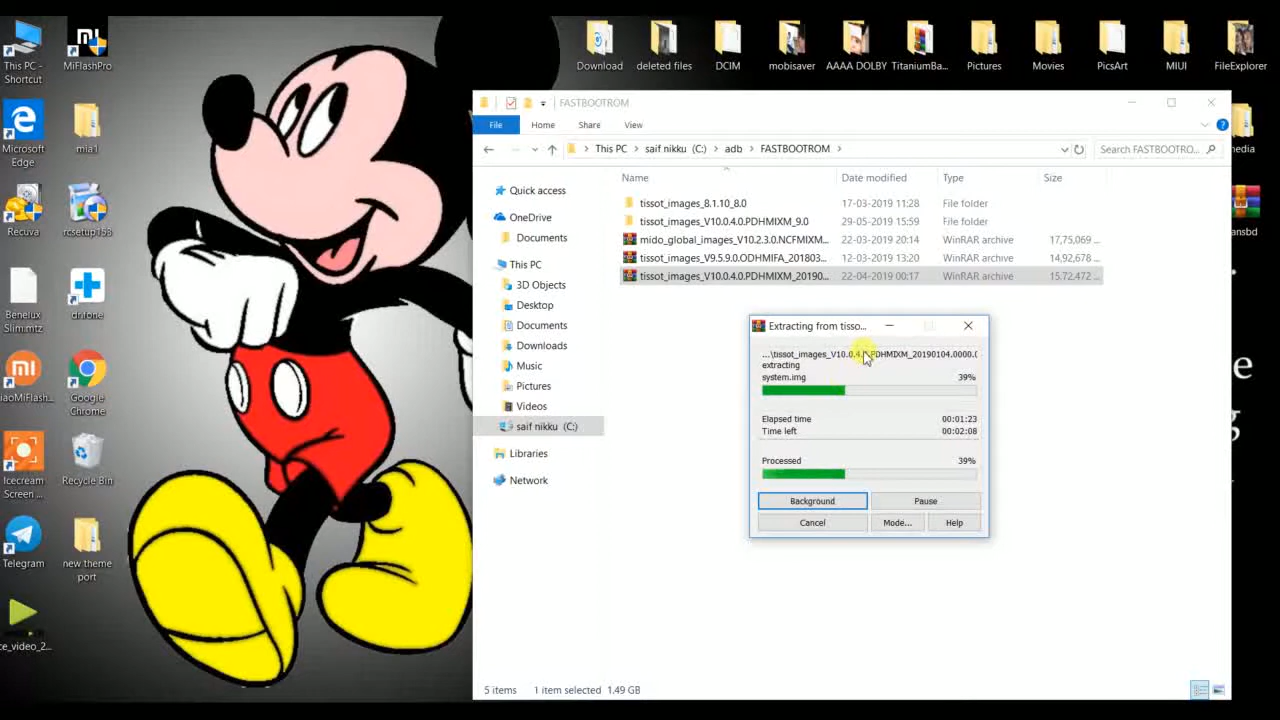 This PC -
Shortcut
MiFlashPro
Microsoft
Edge
mia1
Recuva
rcsetup153
Benelux
Slim.mtz
drfone
iaoMiFlash...
Google
Chrome
Icecream
Screen ...
Recycle Bin
Telegram
new theme
port
ce_video_2...
Download
deleted files
DCIM
mobisaver
AAAA DOLBY
TitaniumBa...
Pictures
Movies
PicsArt
MIUI
FileExplorer
FASTBOOTROM
File
Home
Share
View
This PC
saif nikku (C:)
adb
FASTBOOTROM
Search FASTBOOTRO...
Quick access
OneDrive
Documents
This PC
3D Objects
Desktop
Documents
Downloads
Music
Pictures
Videos
saif nikku (C:)
Libraries
Network
Name Date modified Type Size
tissot_images_8.1.10_8.0 17-03-2019 11:28 File folder
tissot_images_V10.0.4.0.PDHMIXM_9.0 29-05-2019 15:59 File folder
mido_global_images_V10.2.3.0.NCFMIXM... 22-03-2019 20:14 WinRAR archive 17,75,069 ...
tissot_images_V9.5.9.0.ODHMIFA_201803... 12-03-2019 13:20 WinRAR archive 14,92,678 ...
tissot_images_V10.0.4.0.PDHMIXM_20190... 22-04-2019 00:17 WinRAR archive 15,72,472 ...
Extracting from tisso...
extracting
system.img 39%
Elapsed time 00:01:23
Time left 00:02:08
Processed 39%
Background
Pause
Cancel
Mode...
Help
5 items 1 item selected 1.49 GB
media
ansbd
e
g